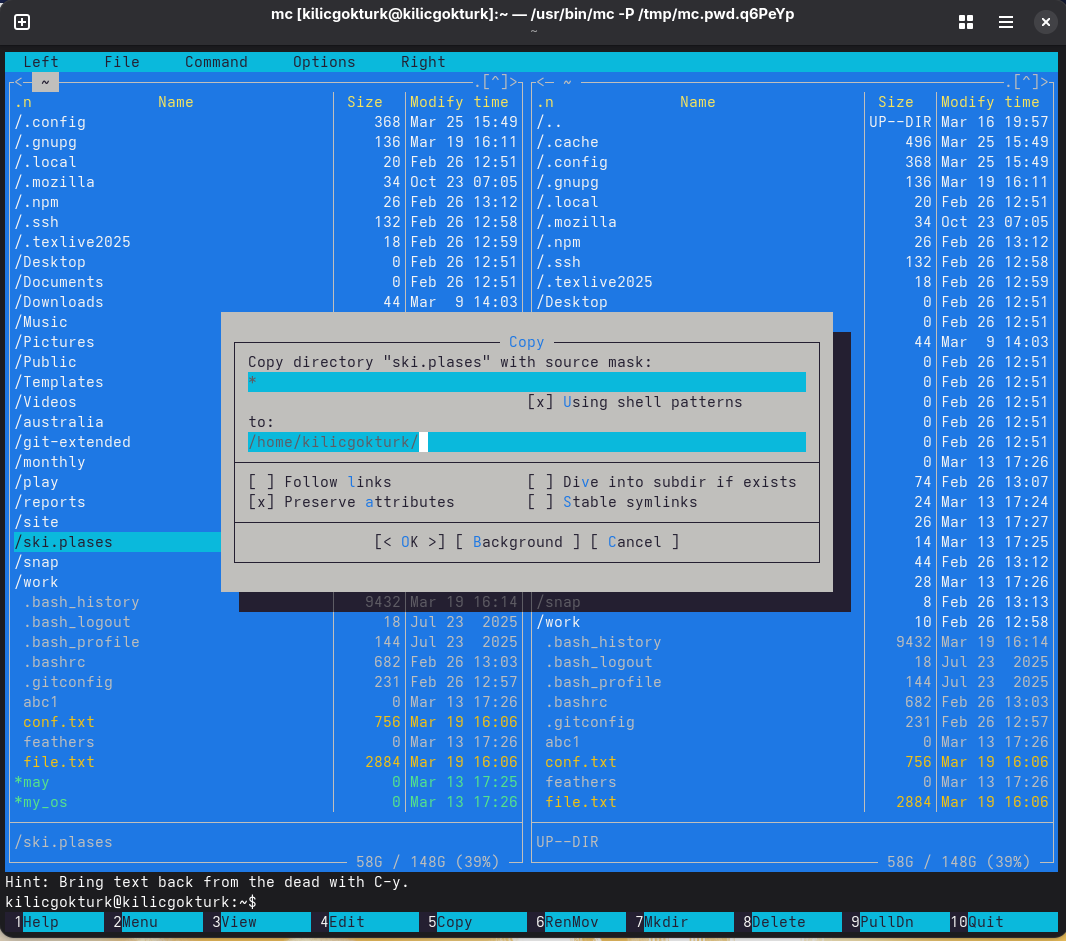 mc [kilicgokturk@kilicgokturk]:~ — /usr/bin/mc -P /tmp/mc.pwd.q6PeYp
~
Left File Command Options Right
<─ ~ .[^]> <─ ~ .[^]>
.n Name Size Modify time .n Name Size Modify time
/.config 368 Mar 25 15:49 /.. UP--DIR Mar 16 19:57
/.gnupg 136 Mar 19 16:11 /.cache 496 Mar 25 15:49
/.local 20 Feb 26 12:51 /.config 368 Mar 25 15:49
/.mozilla 34 Oct 23 07:05 /.gnupg 136 Mar 19 16:11
/.npm 26 Feb 26 13:12 /.local 20 Feb 26 12:51
/.ssh 132 Feb 26 12:58 /.mozilla 34 Oct 23 07:05
/.texlive2025 18 Feb 26 12:59 /.npm 26 Feb 26 13:12
/Desktop 0 Feb 26 12:51 /.ssh 132 Feb 26 12:58
/Documents 0 Feb 26 12:51 /.texlive2025 18 Feb 26 12:59
/Downloads 44 Mar 9 14:03 /Desktop 0 Feb 26 12:51
/Music 0 Feb 26 12:51
/Pictures Copy 44 Mar 9 14:03
/Public Copy directory "ski.plases" with source mask: 0 Feb 26 12:51
/Templates * 0 Feb 26 12:51
/Videos [x] Using shell patterns 0 Feb 26 12:51
/australia to: 0 Feb 26 12:51
/git-extended /home/kilicgokturk/ 0 Feb 26 12:51
/monthly 0 Mar 13 17:26
/play [ ] Follow links [ ] Dive into subdir if exists 74 Feb 26 13:07
/reports [x] Preserve attributes [ ] Stable symlinks 24 Mar 13 17:24
/site 26 Mar 13 17:27
/ski.plases [< OK >] [ Background ] [ Cancel ] 14 Mar 13 17:25
/snap 44 Feb 26 13:12
/work 28 Mar 13 17:26
.bash_history 9432 Mar 19 16:14 /snap 8 Feb 26 13:13
.bash_logout 18 Jul 23 2025 /work 10 Feb 26 12:58
.bash_profile 144 Jul 23 2025 .bash_history 9432 Mar 19 16:14
.bashrc 682 Feb 26 13:03 .bash_logout 18 Jul 23 2025
.gitconfig 231 Feb 26 12:57 .bash_profile 144 Jul 23 2025
abc1 0 Mar 13 17:26 .bashrc 682 Feb 26 13:03
conf.txt 756 Mar 19 16:06 .gitconfig 231 Feb 26 12:57
feathers 0 Mar 13 17:26 abc1 0 Mar 13 17:26
file.txt 2884 Mar 19 16:06 conf.txt 756 Mar 19 16:06
*may 0 Mar 13 17:25 feathers 0 Mar 13 17:26
*my_os 0 Mar 13 17:26 file.txt 2884 Mar 19 16:06
/ski.plases UP--DIR
58G / 148G (39%) 58G / 148G (39%)
Hint: Bring text back from the dead with C-y.
kilicgokturk@kilicgokturk:~$
1Help 2Menu 3View 4Edit 5Copy 6RenMov 7Mkdir 8Delete 9PullDn 10Quit